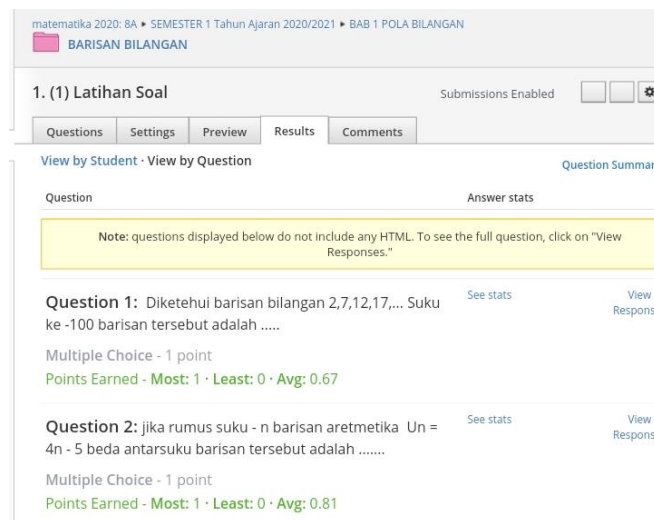 matematika 2020: 8A ▸ SEMESTER 1 Tahun Ajaran 2020/2021 ▸ BAB 1 POLA BILANGAN
BARISAN BILANGAN
1. (1) Latihan Soal
Submissions Enabled
Questions Settings Preview Results Comments
View by Student · View by Question
Question Summar
Question Answer stats
Note: questions displayed below do not include any HTML. To see the full question, click on "View
Responses."
Question 1: Diketehui barisan bilangan 2,7,12,17,... Suku
ke -100 barisan tersebut adalah .....
See stats
View
Respons
Multiple Choice - 1 point
Points Earned - Most: 1 · Least: 0 · Avg: 0.67
Question 2: jika rumus suku - n barisan aretmetika Un =
4n - 5 beda antarsuku barisan tersebut adalah .......
See stats
View
Respons
Multiple Choice - 1 point
Points Earned - Most: 1 · Least: 0 · Avg: 0.81